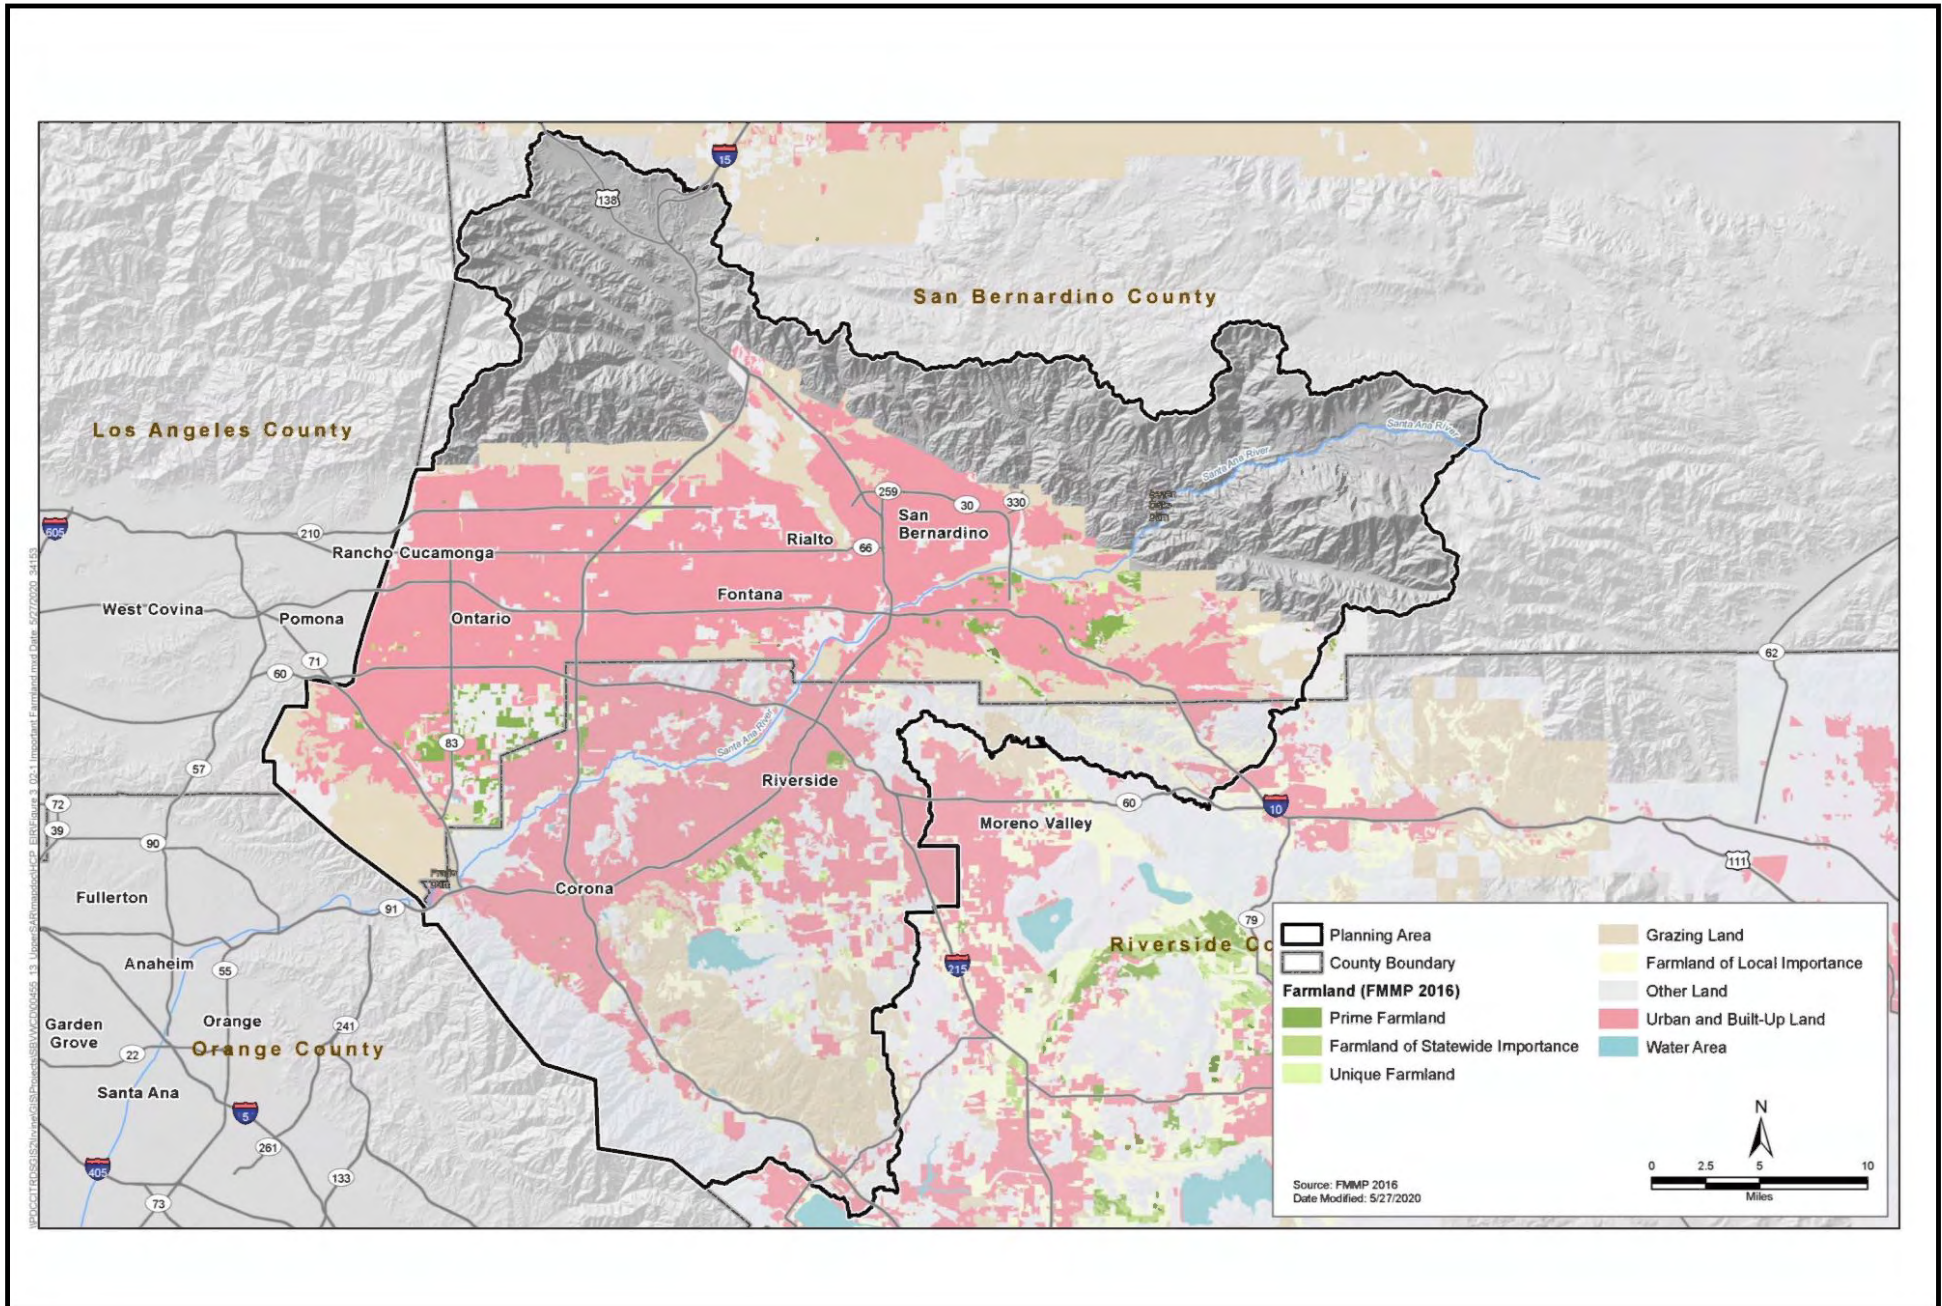 15
138
San Bernardino County
Los Angeles County
Santa Ana River
Santa Ana River
605
210
Rancho Cucamonga
259
30
330
San
Bernardino
Rialto
66
West Covina
Pomona
Ontario
Fontana
71
60
62
83
Santa Ana River
57
Riverside
72
39
90
60
10
Moreno Valley
111
Fullerton
91
Corona
79
Riverside Co
Anaheim
55
215
Garden
Grove
Orange
241
22
Orange County
Santa Ana
5
261
405
133
73
Planning Area
County Boundary
Farmland (FMMP 2016)
Prime Farmland
Farmland of Statewide Importance
Unique Farmland
Grazing Land
Farmland of Local Importance
Other Land
Urban and Built-Up Land
Water Area
N
0 2.5 5 10
Miles
Source: FMMP 2016
Date Modified: 5/27/2020